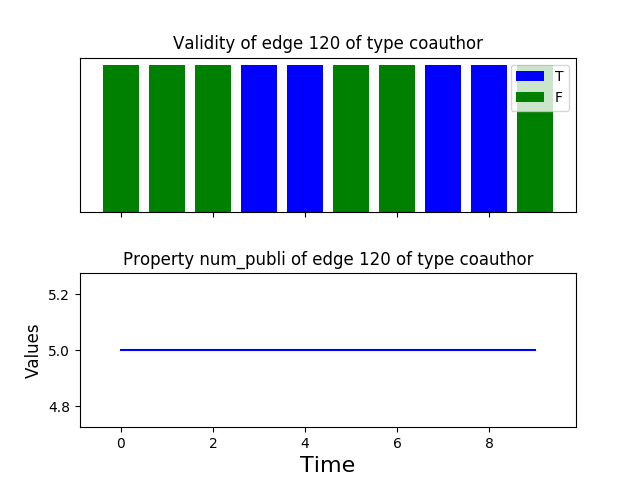 Validity of edge 120 of type coauthor
T
F
Property num_publi of edge 120 of type coauthor
Values
5.2
5.0
4.8
0 2 4 6 8
Time